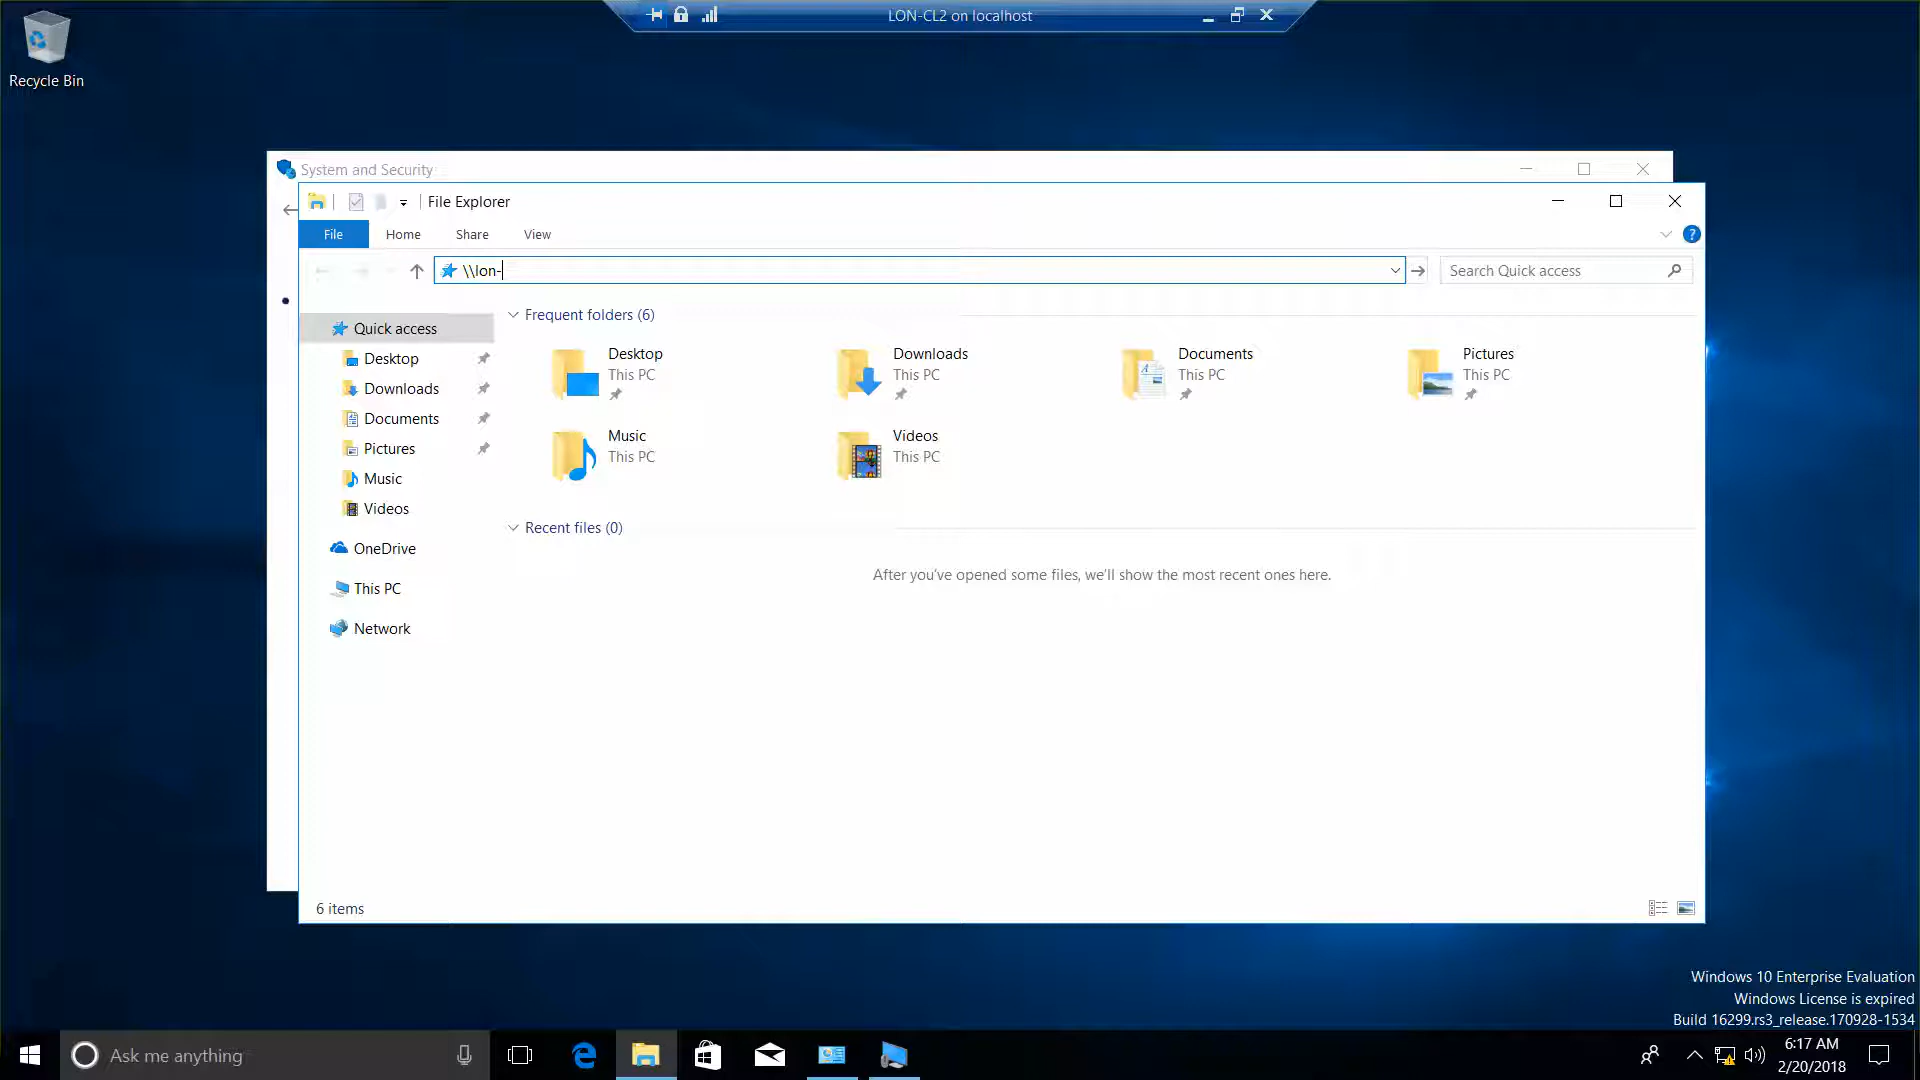 LON-CL2 on localhost
Recycle Bin
System and Security
File Explorer
File
Home
Share
View
?
\\lon-
Search Quick access
Quick access
Desktop
Downloads
Documents
Pictures
Music
Videos
OneDrive
This PC
Network
Frequent folders (6)
Desktop
This PC
Downloads
This PC
Documents
This PC
Pictures
This PC
Music
This PC
Videos
This PC
Recent files (0)
After you've opened some files, we'll show the most recent ones here.
6 items
Windows 10 Enterprise Evaluation
Windows License is expired
Build 16299.rs3_release.170928-1534
Ask me anything
6:17 AM
2/20/2018